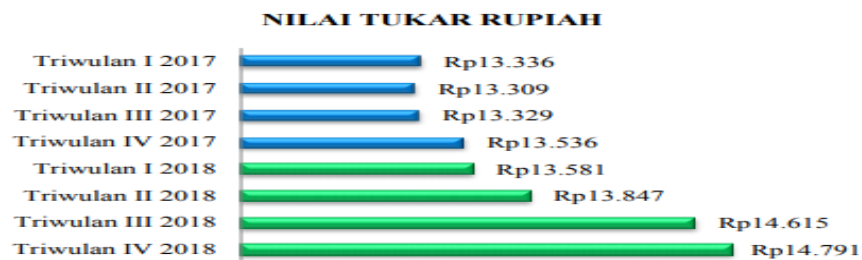 NILAI TUKAR RUPIAH
Triwulan I 2017 Rp13.336
Triwulan II 2017 Rp13.309
Triwulan III 2017 Rp13.329
Triwulan IV 2017 Rp13.536
Triwulan I 2018 Rp13.581
Triwulan II 2018 Rp13.847
Triwulan III 2018 Rp14.615
Triwulan IV 2018 Rp14.791